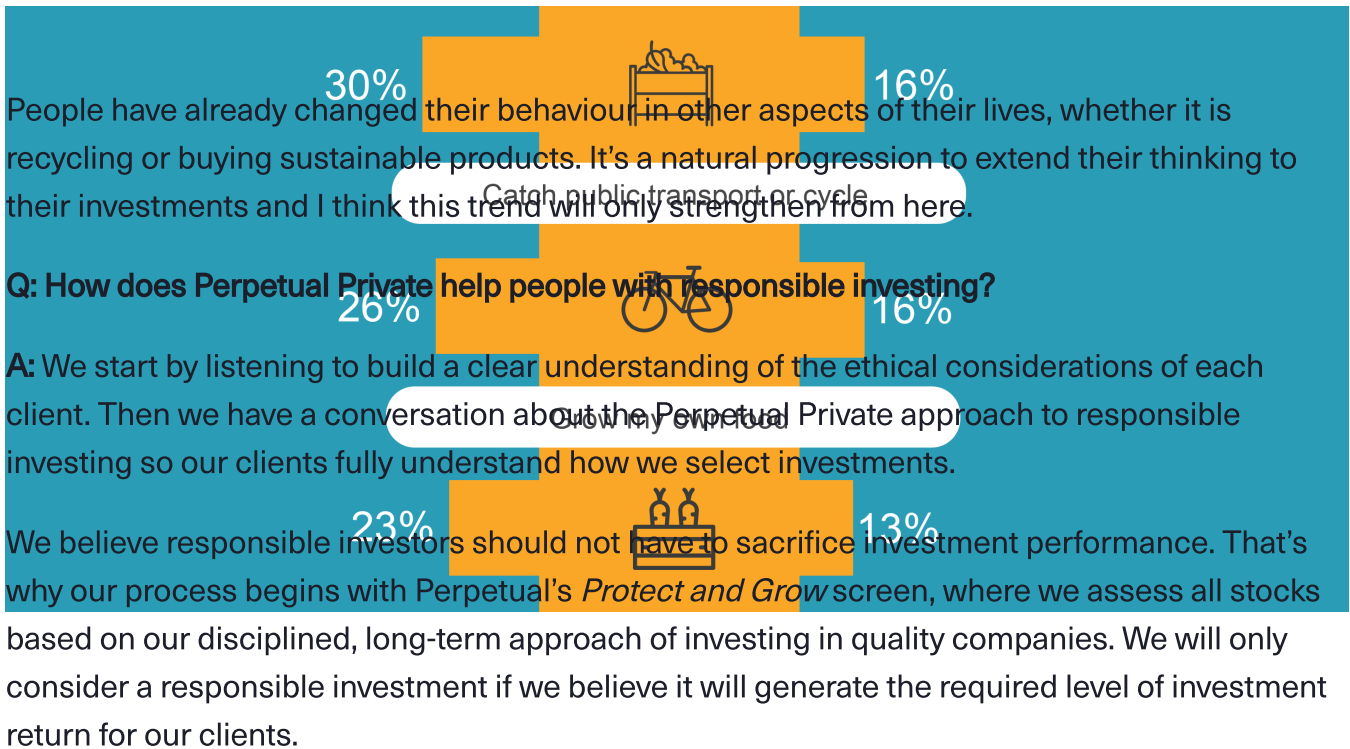 30% 16%
People have already changed their behaviour in other aspects of their lives, whether it is
recycling or buying sustainable products. It’s a natural progression to extend their thinking to
Catch public transport or cycle
their investments and I think this trend will only strengthen from here.
Q: How does Perpetual Private help people with responsible investing?
26% 16%
A: We start by listening to build a clear understanding of the ethical considerations of each
client. Then we have a conversation about the Perpetual Private approach to responsible
Grow my own food
investing so our clients fully understand how we select investments.
23% 13%
We believe responsible investors should not have to sacrifice investment performance. That’s
why our process begins with Perpetual’s Protect and Grow screen, where we assess all stocks
based on our disciplined, long-term approach of investing in quality companies. We will only
consider a responsible investment if we believe it will generate the required level of investment
return for our clients.